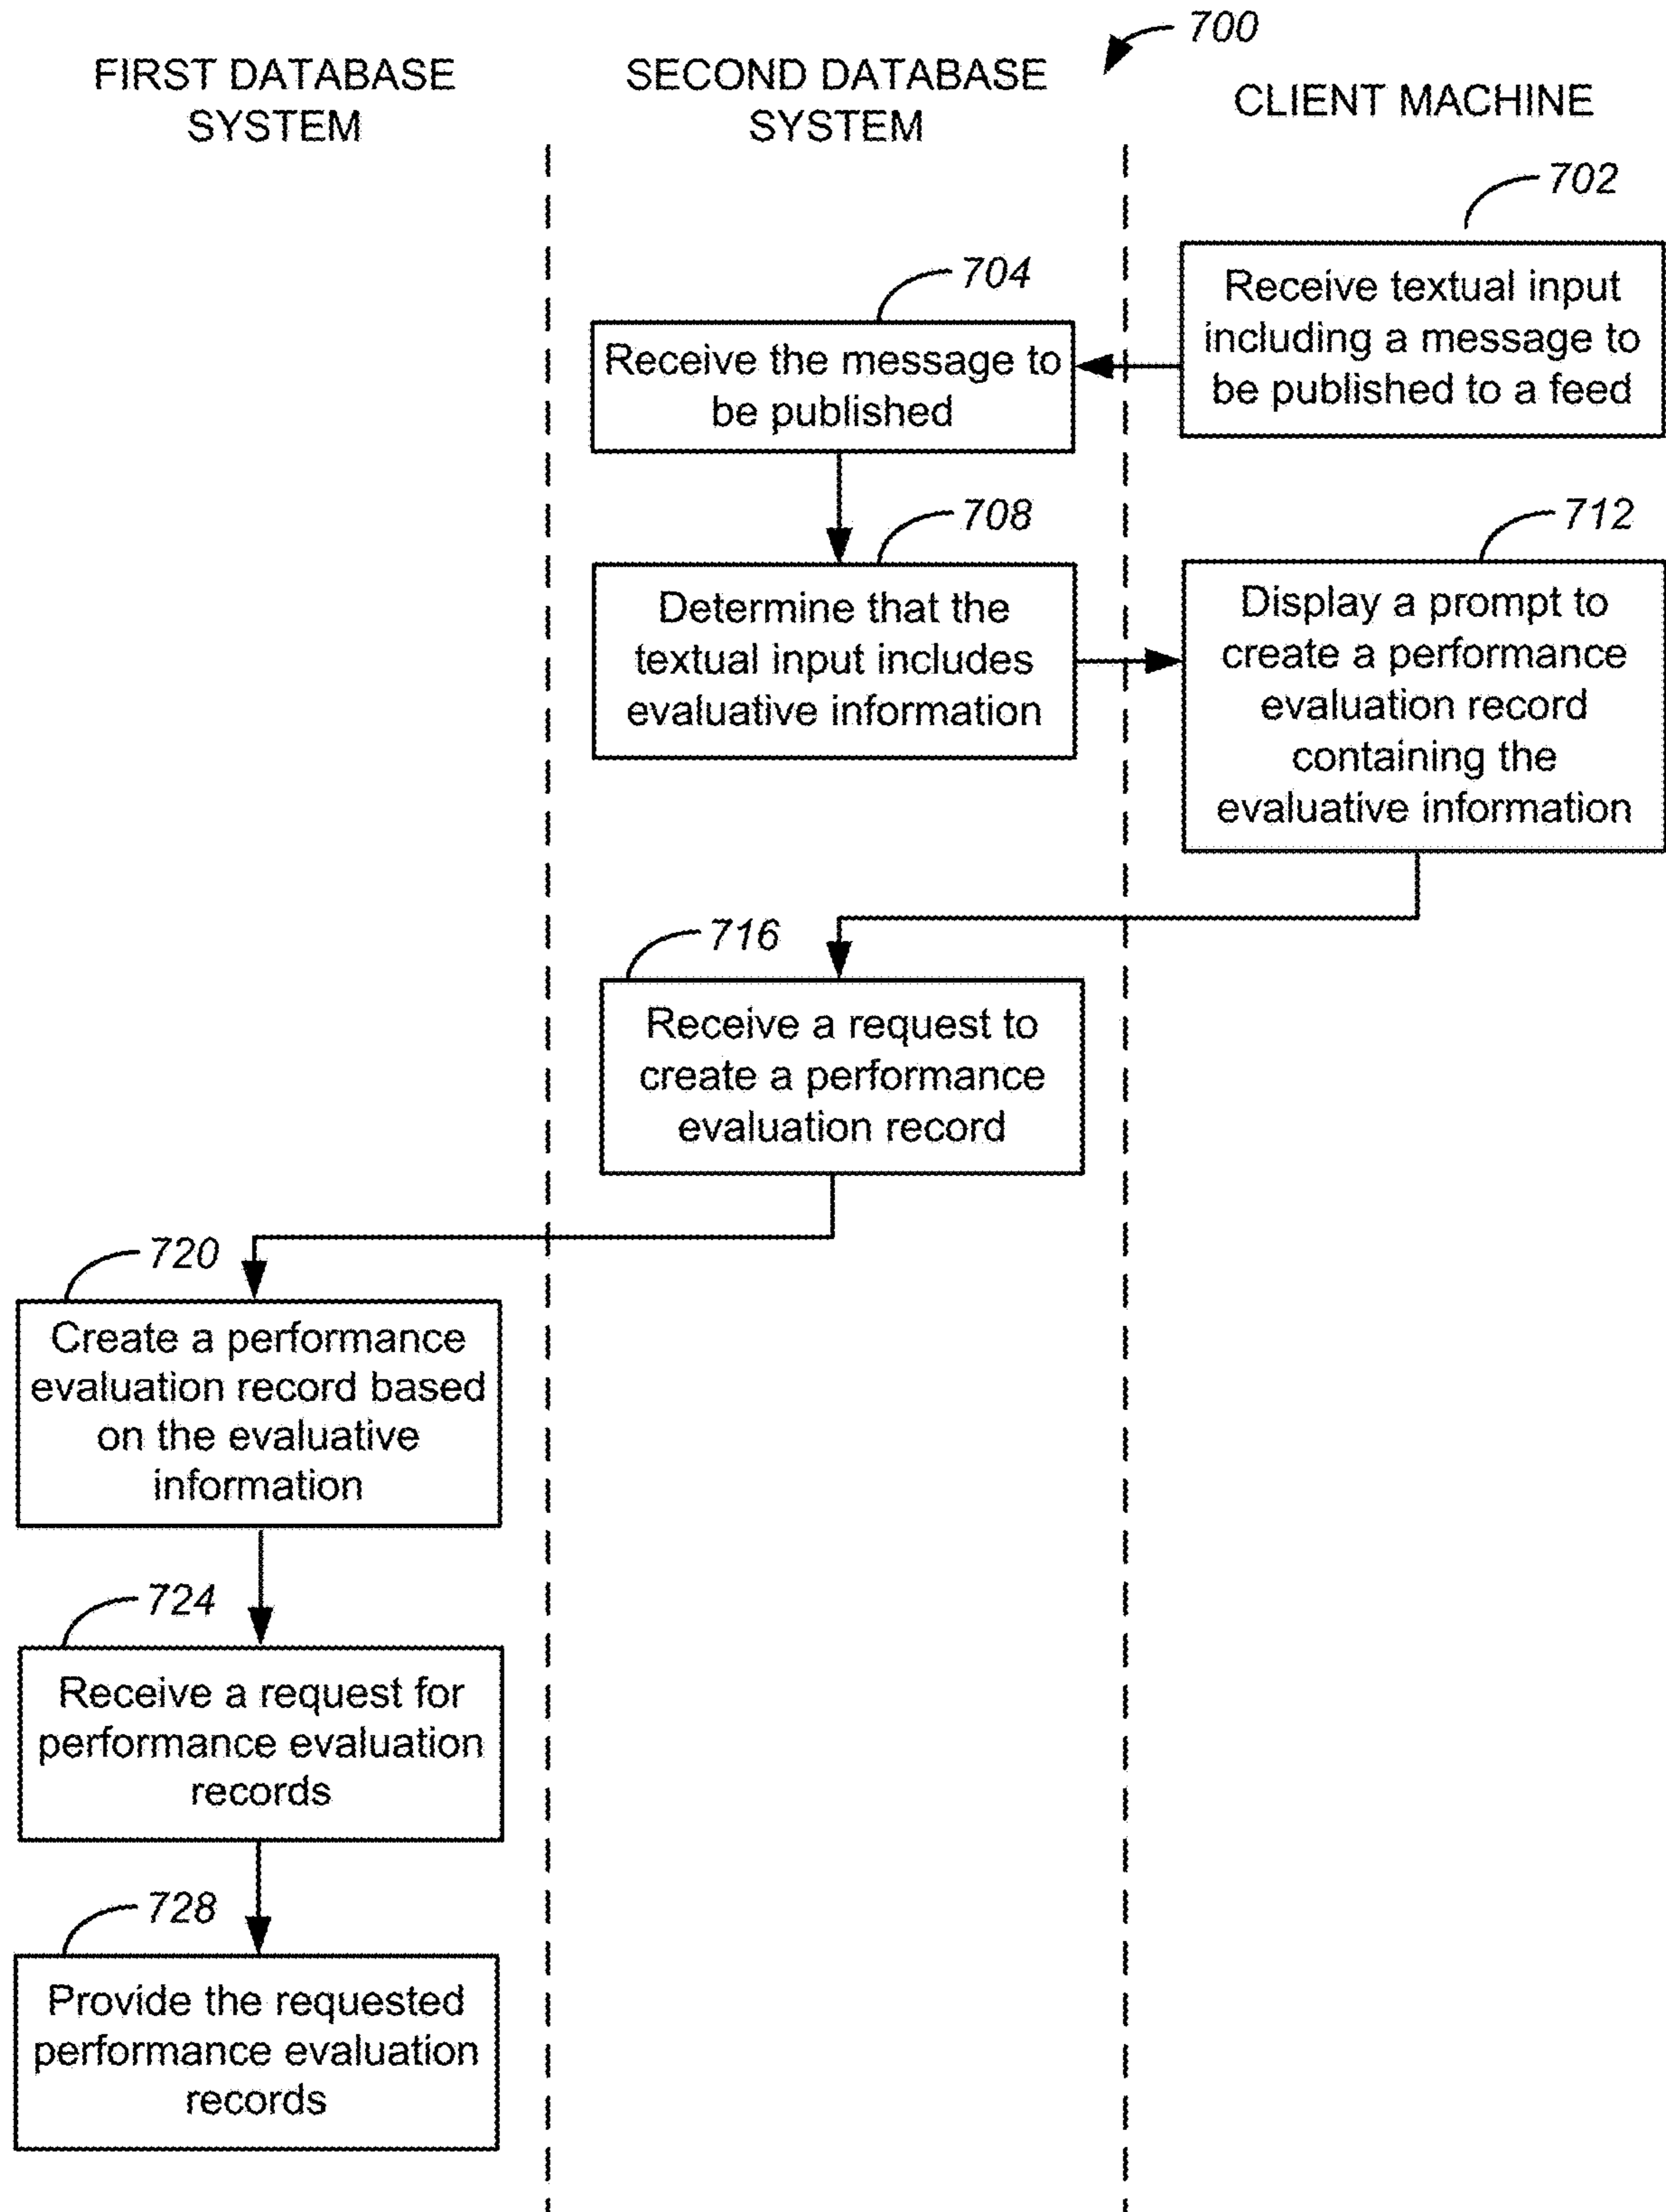 700
FIRST DATABASE
SYSTEM
SECOND DATABASE
SYSTEM
CLIENT MACHINE
702
Receive textual input
including a message to
be published to a feed
704
Receive the message to
be published
708
Determine that the
textual input includes
evaluative information
712
Display a prompt to
create a performance
evaluation record
containing the
evaluative information
716
Receive a request to
create a performance
evaluation record
720
Create a performance
evaluation record based
on the evaluative
information
724
Receive a request for
performance evaluation
records
728
Provide the requested
performance evaluation
records